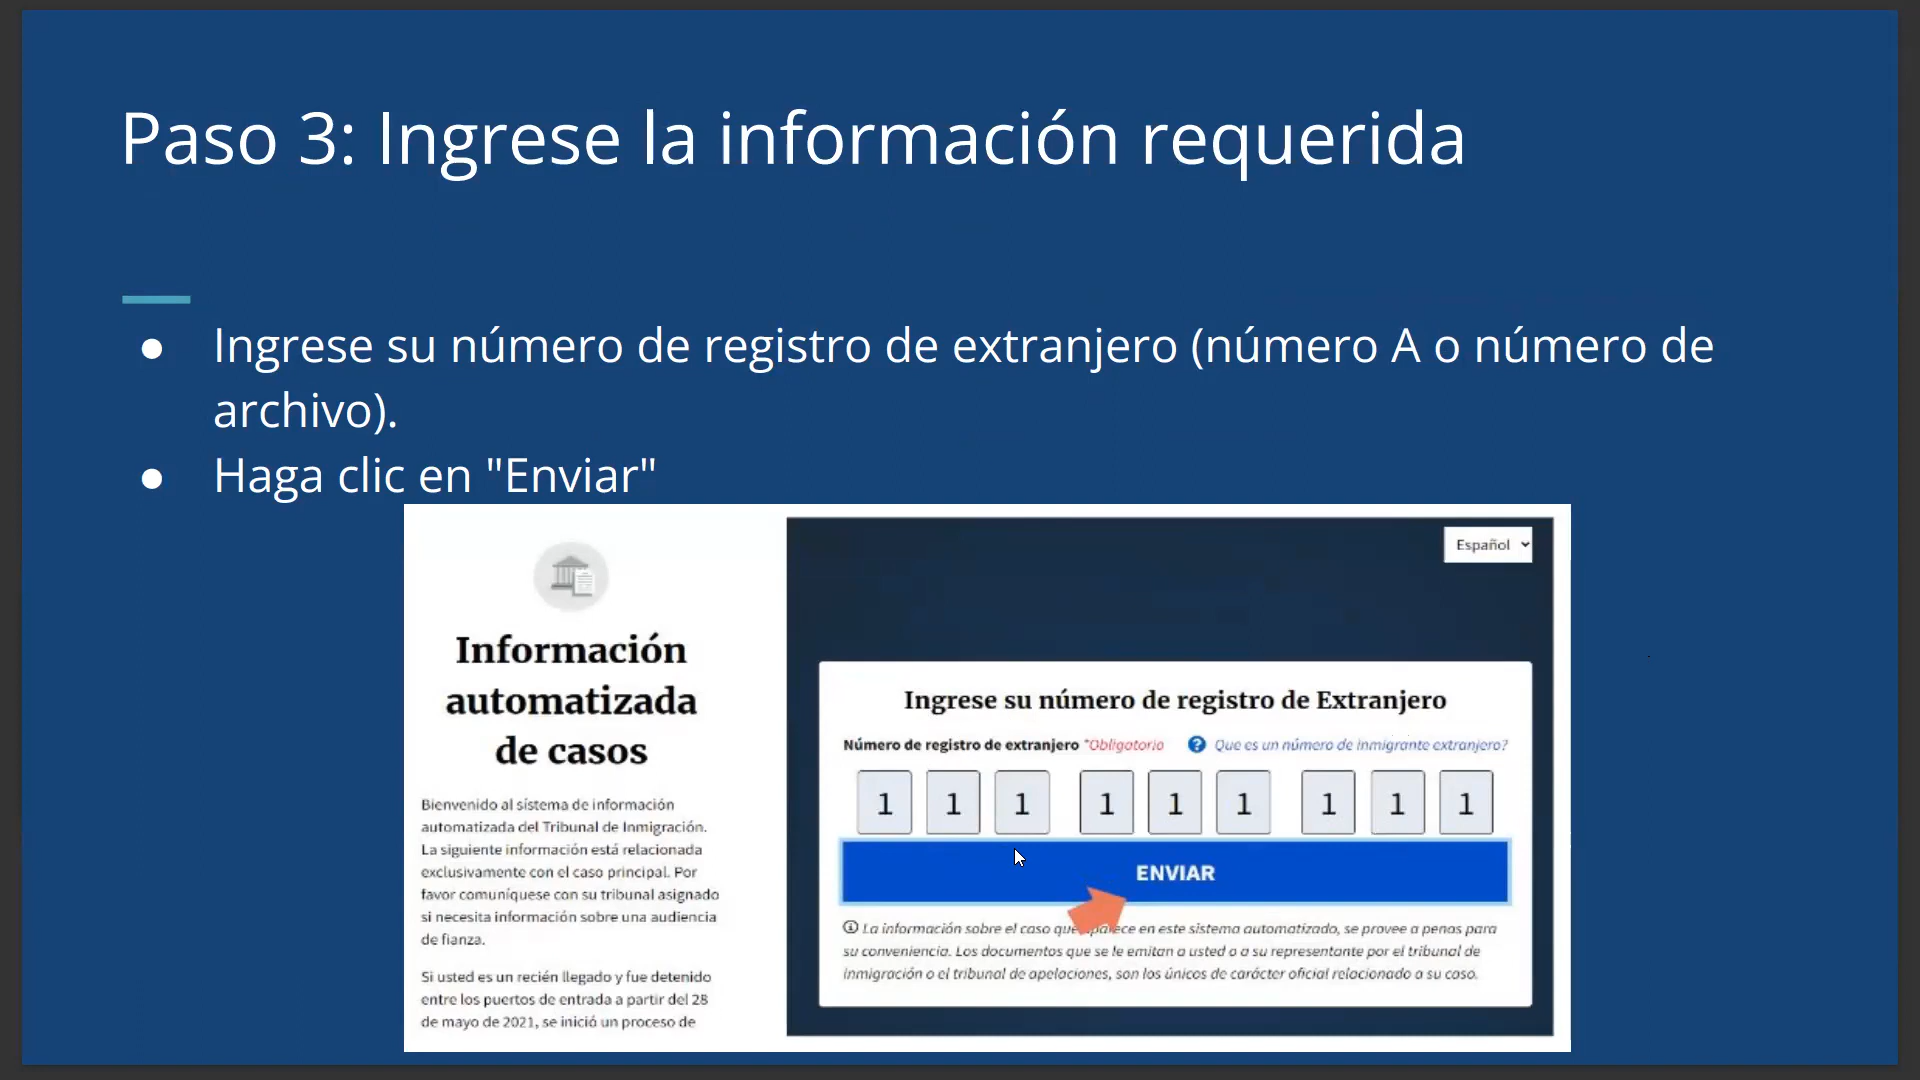 Paso 3: Ingrese la información requerida
● Ingrese su número de registro de extranjero (número A o número de
archivo).
● Haga clic en "Enviar"
Información
automatizada
de casos
Bienvenido al sistema de información
automatizada del Tribunal de Inmigración.
La siguiente información está relacionada
exclusivamente con el caso principal. Por
favor comuníquese con su tribunal asignado
si necesita información sobre una audiencia
de fianza.
Si usted es un recién llegado y fue detenido
entre los puertos de entrada a partir del 28
de mayo de 2021, se inició un proceso de
Español
Ingrese su número de registro de Extranjero
Número de registro de extranjero *Obligatorio ? Que es un número de inmigrante extranjero?
1 1 1 1 1 1 1 1 1
ENVIAR
La información sobre el caso que aparece en este sistema automatizado, se provee a penas para
su conveniencia. Los documentos que se le emitan a usted o a su representante por el tribunal de
inmigración o el tribunal de apelaciones, son los únicos de carácter oficial relacionado a su caso.